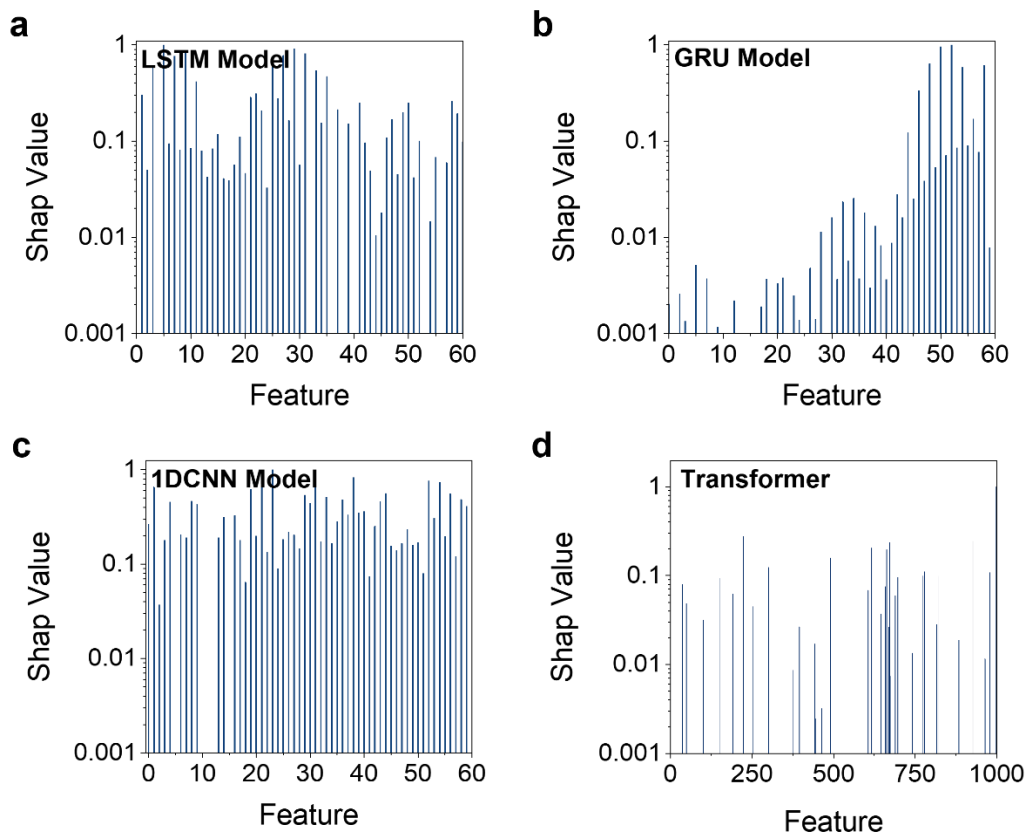 a
LSTM Model
1
0.1
0.01
0.001
Shap Value
0 10 20 30 40 50 60
Feature
b
GRU Model
1
0.1
0.01
0.001
Shap Value
0 10 20 30 40 50 60
Feature
c
1DCNN Model
1
0.1
0.01
0.001
Shap Value
0 10 20 30 40 50 60
Feature
d
Transformer
1
0.1
0.01
0.001
Shap Value
0 250 500 750 1000
Feature